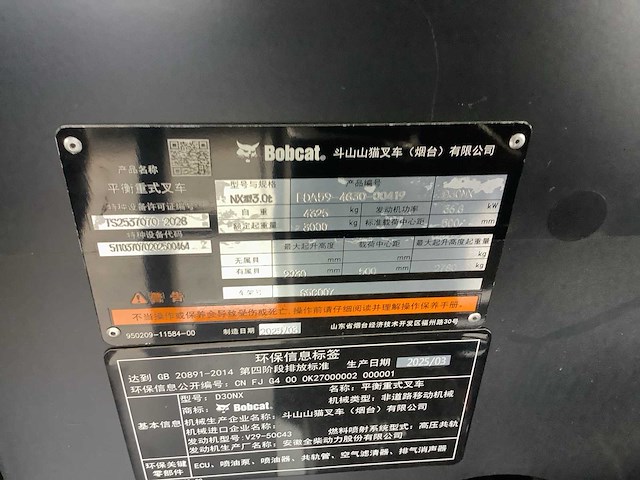 Bobcat. 斗山山猫叉车（烟台）有限公司
产品名称
平衡重式叉车
特种设备许可证编号
TS2537070-2028
特种设备代码
型号与规格 产品编号
NX 3.0t FDA59-4630-00419
自重 4325 kg 发动机功率 kW
额定起重量 3000 kg 标准载荷中心距 mm
最大起升高度 载荷中心距 最大起升高度起重量
无属具 mm mm kg
有属具 mm 500 mm kg
警告
不当操作或保养会导致受伤或死亡，操作前请仔细阅读并理解操作保养手册。
950209-11584-00 制造日期 2025/03 山东省烟台经济技术开发区福州路30号
环保信息标签
达到 GB 20891-2014 第四阶段排放标准 生产日期 2025/03
环保信息公开编号: CN FJ G4 00 0K27000002 000001
基本信息
型号: D30NX 名称: 平衡重式叉车
商标: Bobcat. 机械类型: 非道路移动机械
机械生产企业名称: 斗山山猫叉车（烟台）有限公司
机械进口企业名称: 燃料喷射系统型式: 高压共轨
发动机型号: V29-50C43
发动机生产厂名称: 安徽全柴动力股份有限公司
环保关键零部件
ECU、喷油泵、喷油器、共轨管、空气滤清器、排气消声器